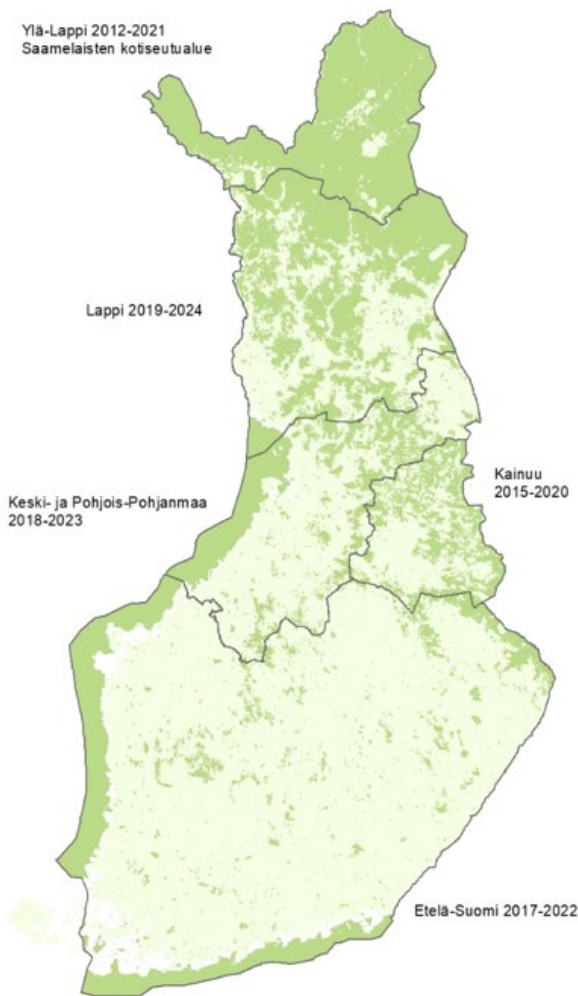 Ylä-Lappi 2012-2021
Saamelaisten kotiseutualue
Lappi 2019-2024
Kainuu
2015-2020
Keski- ja Pohjois-Pohjanmaa
2018-2023
Etelä-Suomi 2017-2022